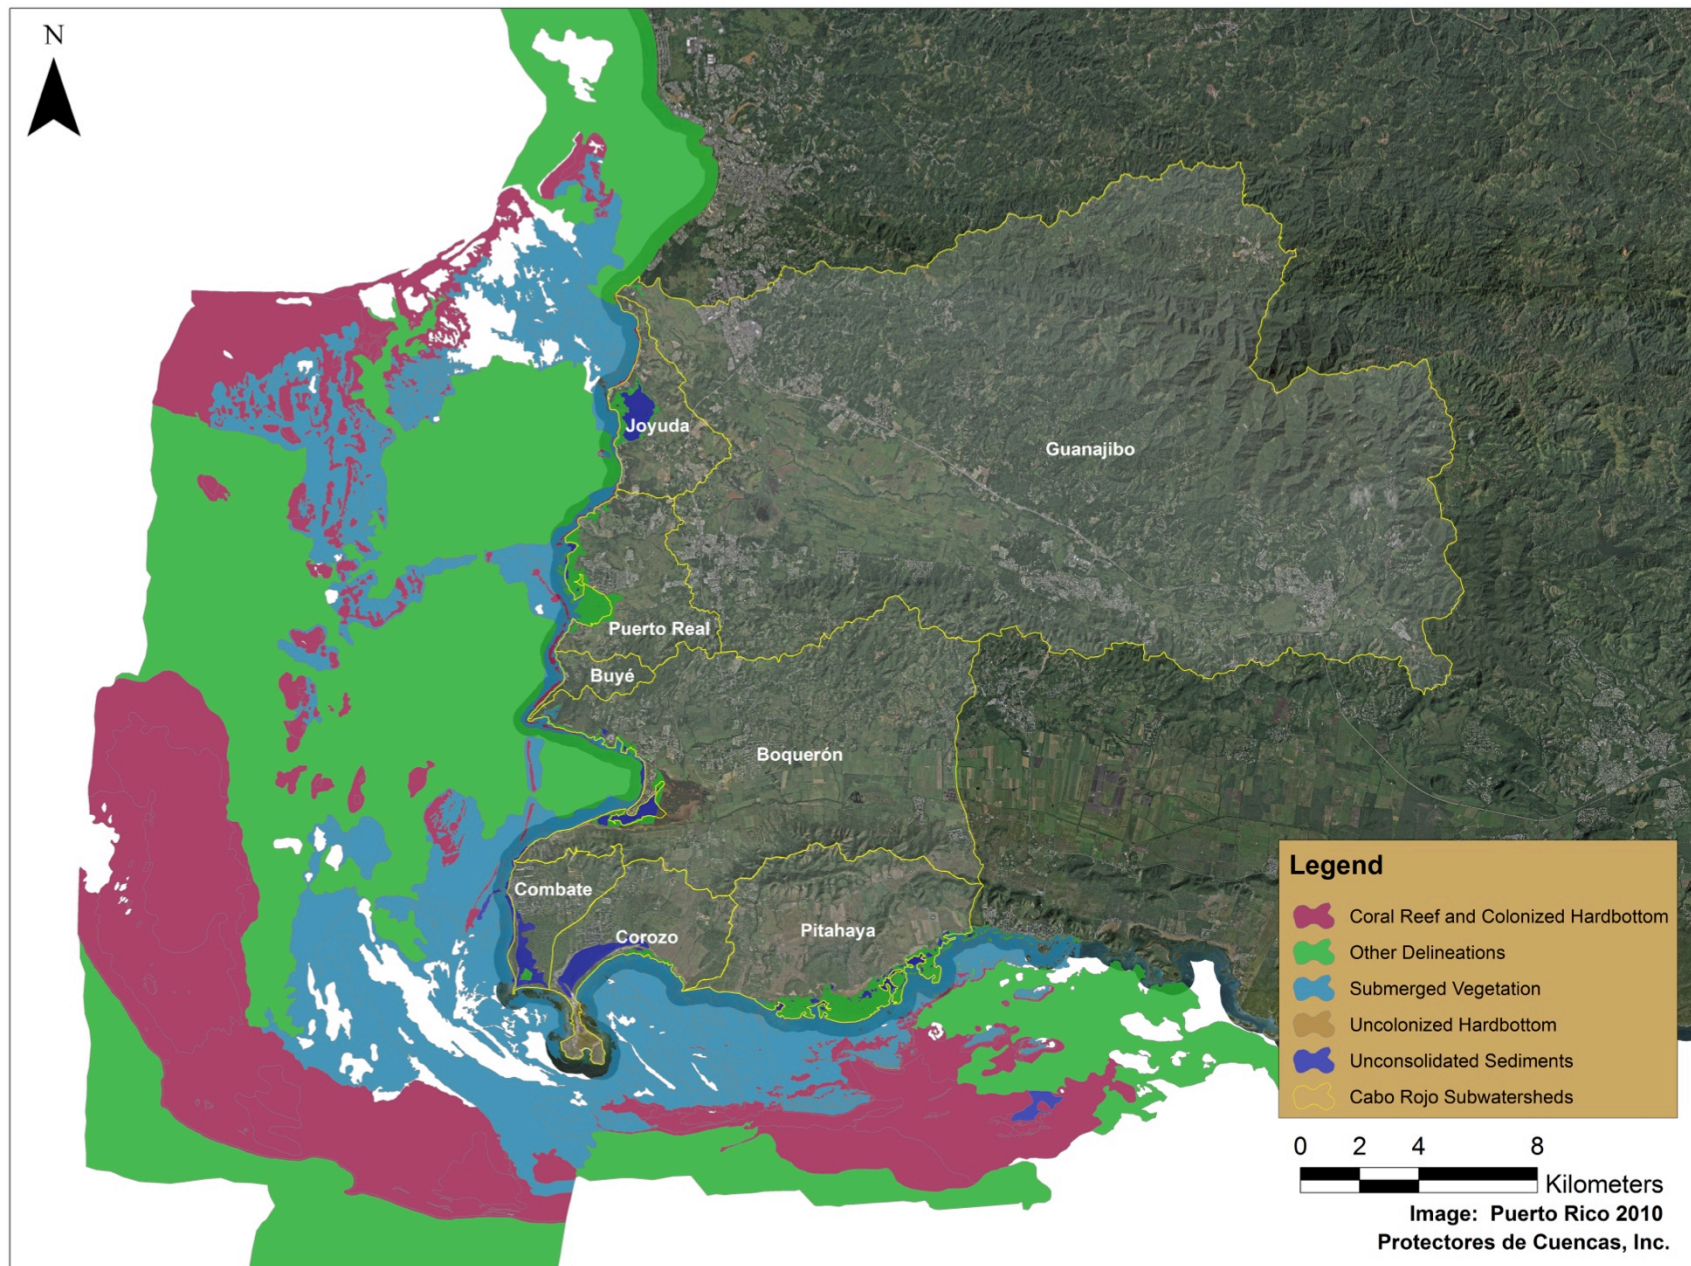 N
Joyuda
Guanajibo
Puerto Real
Buyé
Boquerón
Combate
Corozo
Pitahaya
Legend
Coral Reef and Colonized Hardbottom
Other Delineations
Submerged Vegetation
Uncolonized Hardbottom
Unconsolidated Sediments
Cabo Rojo Subwatersheds
0 2 4 8
Kilometers
Image: Puerto Rico 2010
Protectores de Cuencas, Inc.